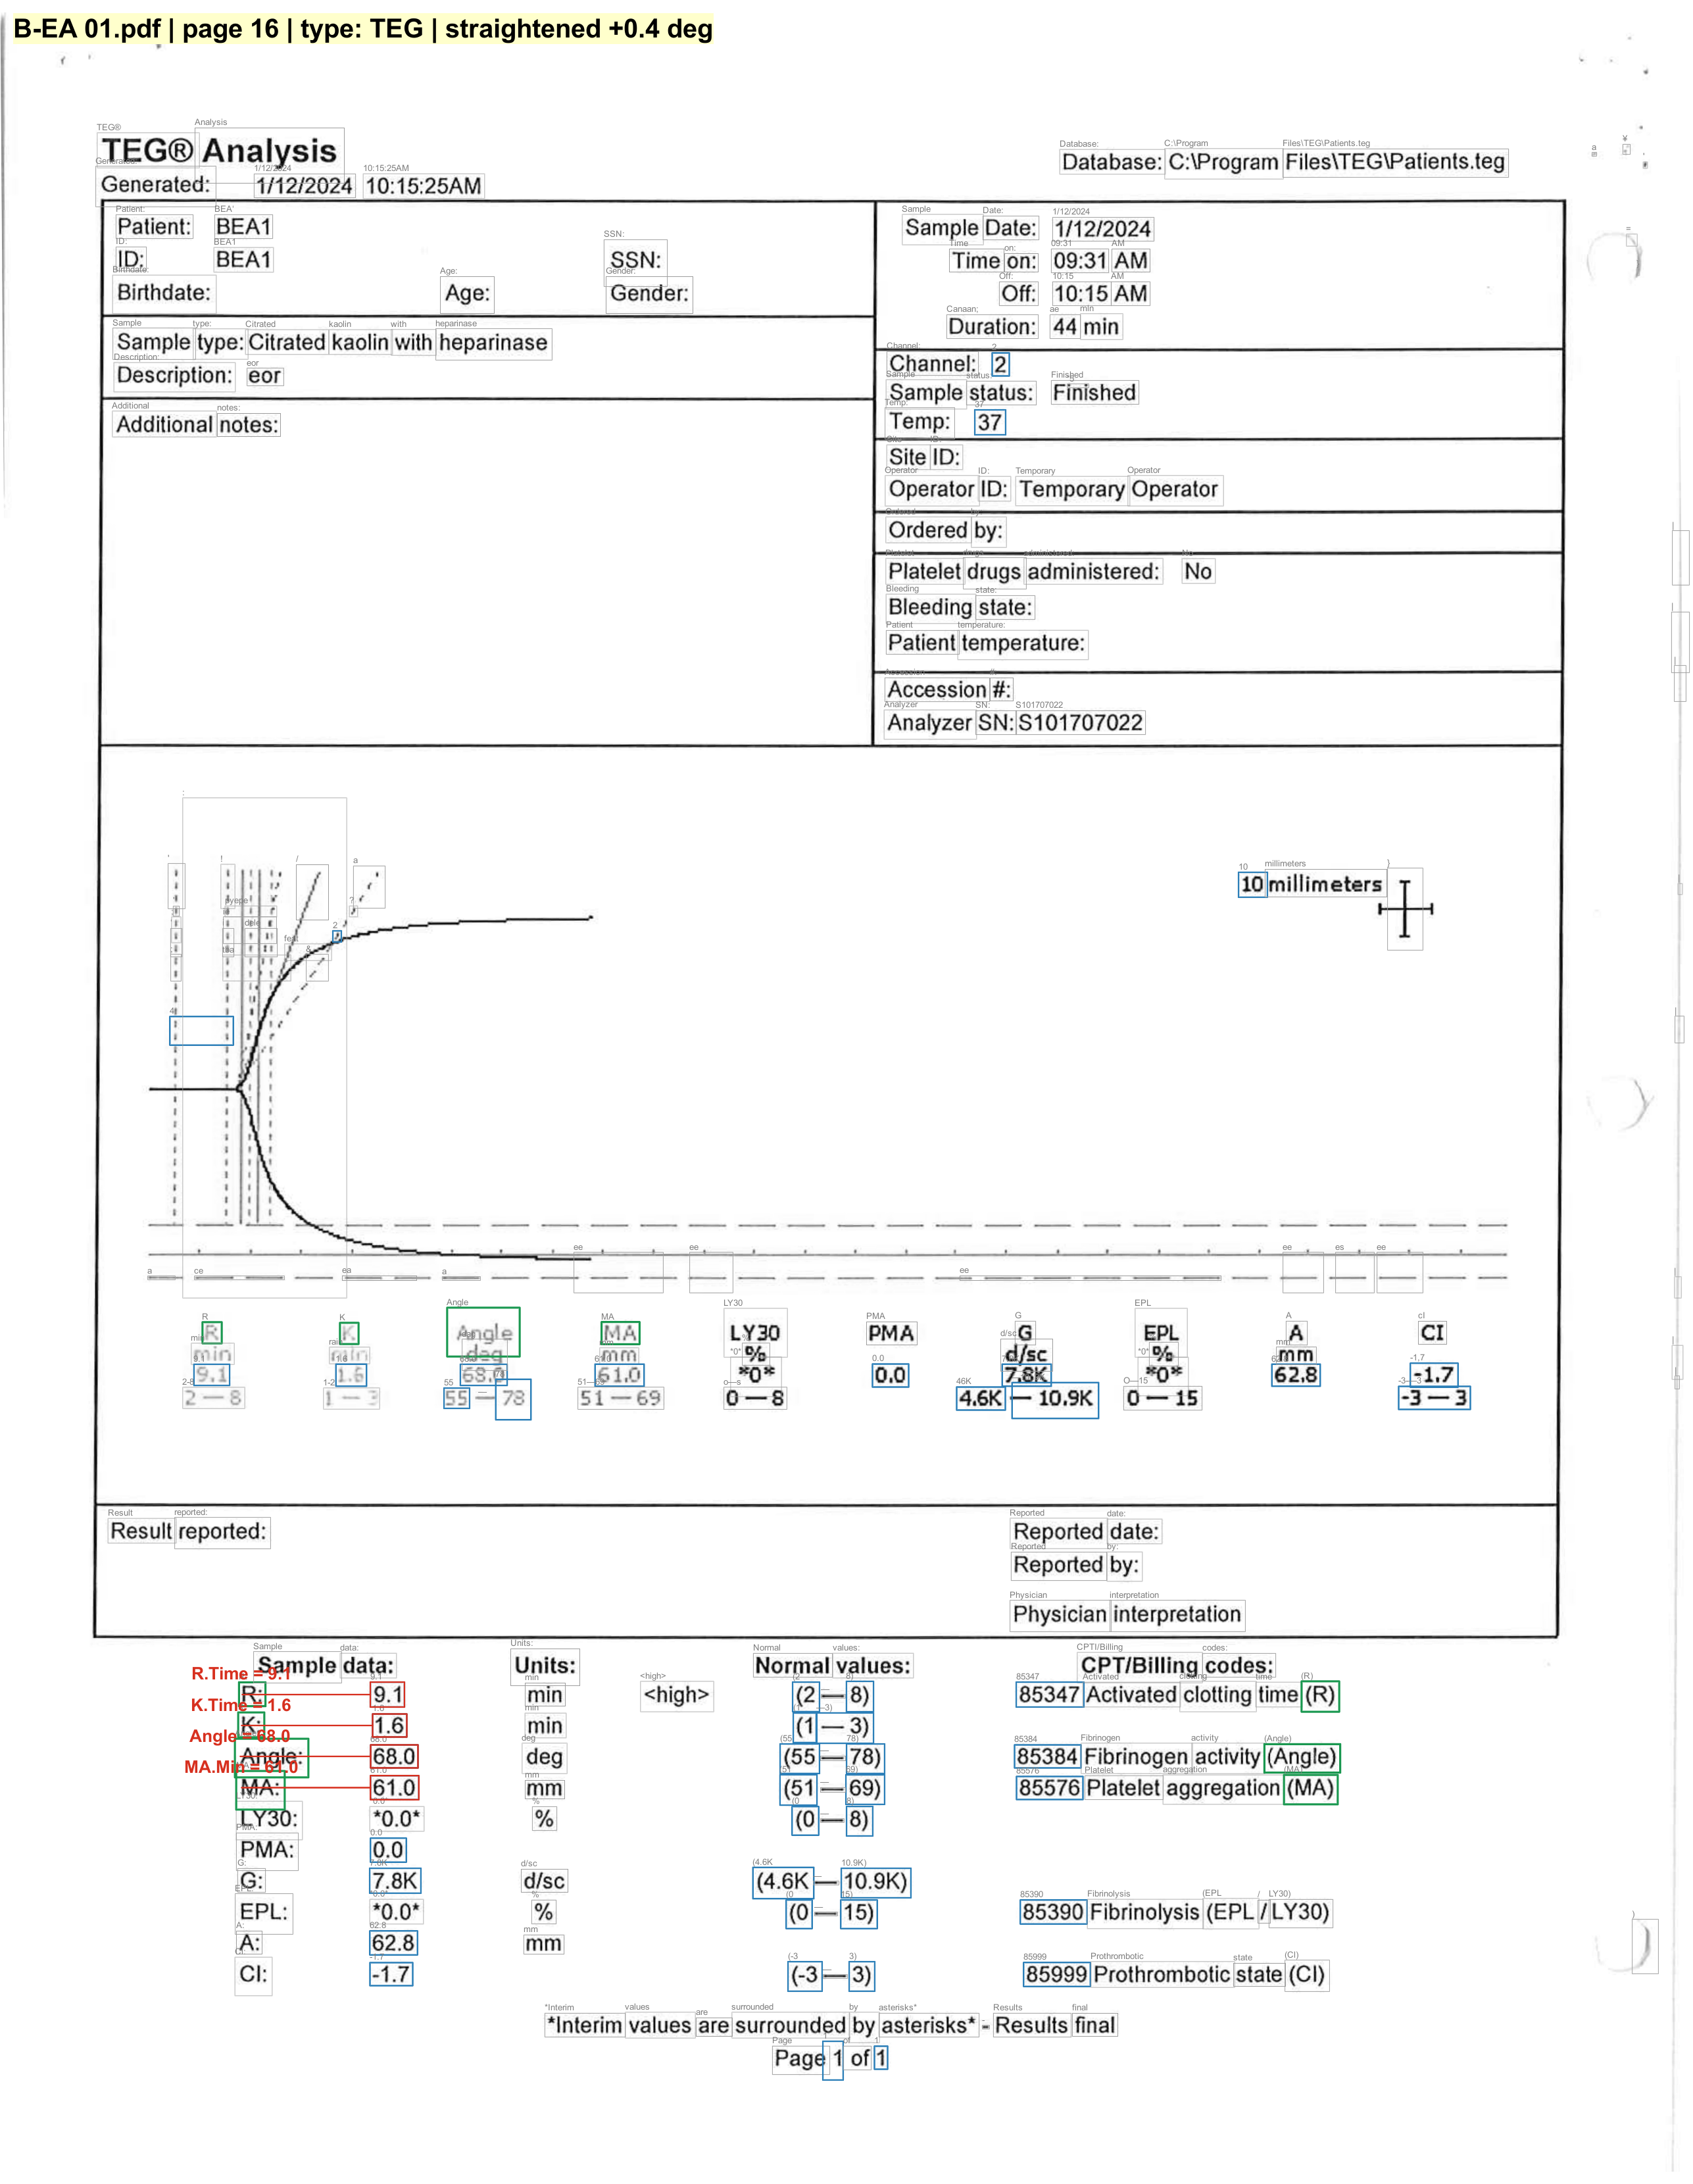 B-EA 01.pdf | page 16 | type: TEG | straightened +0.4 deg
TEG® Analysis
Database: C:\Program Files\TEG\Patients.teg
Generated: 1/12/2024 10:15:25AM
Patient: BEA1
ID: BEA1
SSN:
Birthdate: Age: Gender:
Sample type: Citrated kaolin with heparinase
Description: eor
Additional notes:
Sample Date: 1/12/2024
Time on: 09:31 AM
Off: 10:15 AM
Duration: 44 min
Channel: 2
Sample status: Finished
Temp: 37
Site ID:
Operator ID: Temporary Operator
Ordered by:
Platelet drugs administered: No
Bleeding state:
Patient temperature:
Accession #:
Analyzer SN: S101707022
10 millimeters
R K Angle MA LY30 PMA G EPL A CI
min min deg mm % d/sc % mm
9.1 1.6 68.0 61.0 *0* 0.0 7.8K *0* 62.8 -1.7
2 — 8 1 — 3 55 — 78 51 — 69 0 — 8 4.6K — 10.9K 0 — 15 -3 — 3
Result reported:
Reported date:
Reported by:
Physician interpretation
Sample data: Units: Normal values: CPT/Billing codes:
R.Time = 9.1
R: 9.1 min <high> (2 — 8) 85347 Activated clotting time (R)
K.Time = 1.6
K: 1.6 min (1 — 3)
Angle = 68.0
Angle: 68.0 deg (55 — 78) 85384 Fibrinogen activity (Angle)
MA.Min = 61.0
MA: 61.0 mm (51 — 69) 85576 Platelet aggregation (MA)
LY30: *0.0* % (0 — 8)
PMA: 0.0
G: 7.8K d/sc (4.6K — 10.9K)
EPL: *0.0* % (0 — 15) 85390 Fibrinolysis (EPL / LY30)
A: 62.8 mm
CI: -1.7 (-3 — 3) 85999 Prothrombotic state (CI)
*Interim values are surrounded by asterisks* - Results final
Page 1 of 1